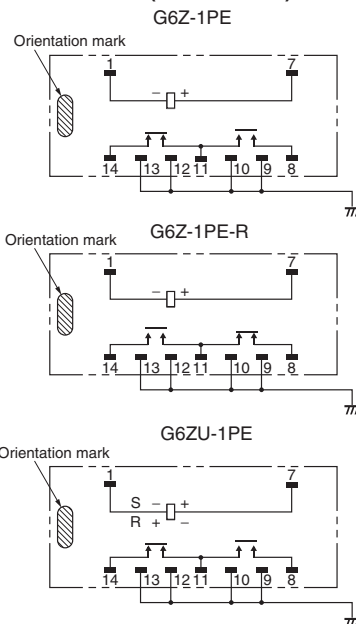 G6Z-1PE
Orientation mark
1 7
− +
14 13 12 11 10 9 8
G6Z-1PE-R
Orientation mark
1 7
− +
14 13 12 11 10 9 8
G6ZU-1PE
Orientation mark
1 7
S − +
R + −
14 13 12 11 10 9 8